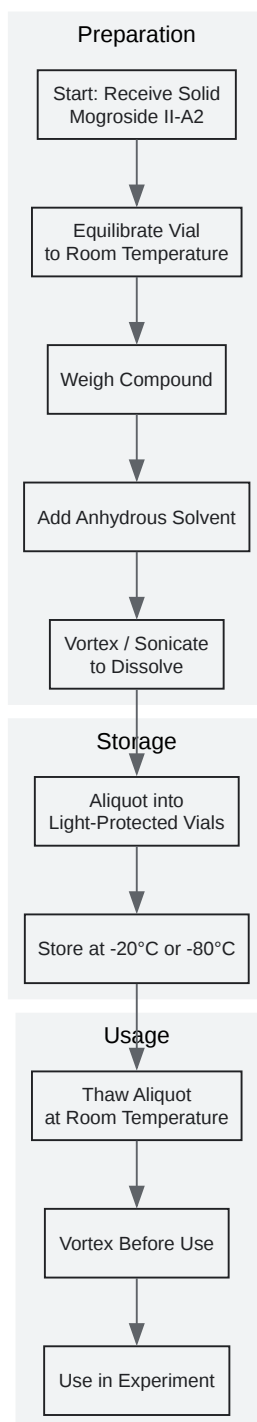 Preparation
Start: Receive Solid
Mogroside II-A2
Equilibrate Vial
to Room Temperature
Weigh Compound
Add Anhydrous Solvent
Vortex / Sonicate
to Dissolve
Storage
Aliquot into
Light-Protected Vials
Store at -20°C or -80°C
Usage
Thaw Aliquot
at Room Temperature
Vortex Before Use
Use in Experiment